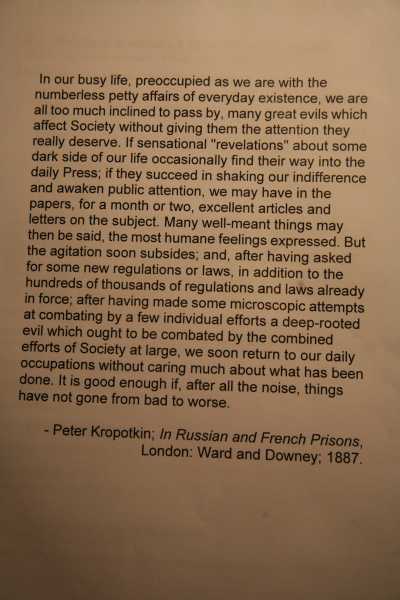 In our busy life, preoccupied as we are with the
numberless petty affairs of everyday existence, we are
all too much inclined to pass by, many great evils which
affect Society without giving them the attention they
really deserve. If sensational "revelations" about some
dark side of our life occasionally find their way into the
daily Press; if they succeed in shaking our indifference
and awaken public attention, we may have in the
papers, for a month or two, excellent articles and
letters on the subject. Many well-meant things may
then be said, the most humane feelings expressed. But
the agitation soon subsides; and, after having asked
for some new regulations or laws, in addition to the
hundreds of thousands of regulations and laws already
in force; after having made some microscopic attempts
at combating by a few individual efforts a deep-rooted
evil which ought to be combated by the combined
efforts of Society at large, we soon return to our daily
occupations without caring much about what has been
done. It is good enough if, after all the noise, things
have not gone from bad to worse.
- Peter Kropotkin; In Russian and French Prisons,
London: Ward and Downey; 1887.